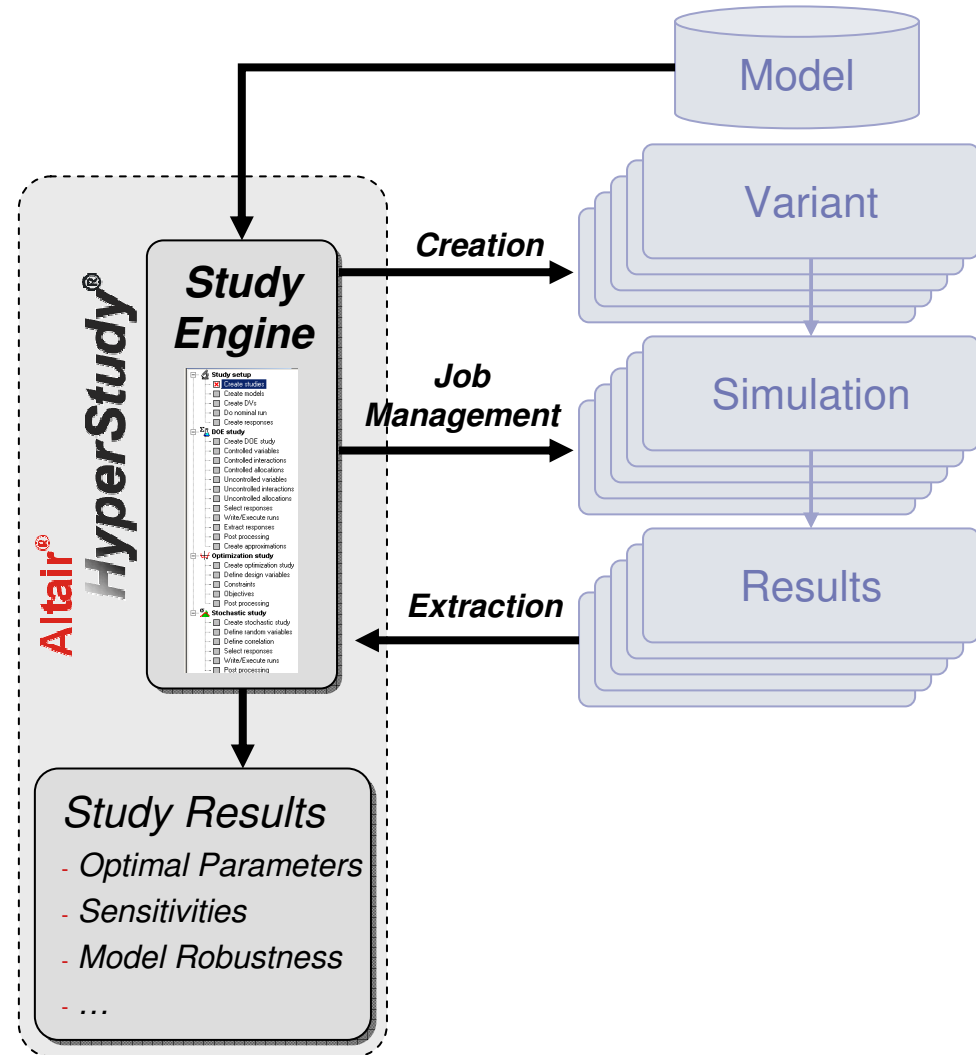 Model
Variant
Creation
Study
Engine
Job
Management
Simulation
Results
Extraction
Altair®
HyperStudy®
Study setup
Create studies
Create models
Create DVs
Do nominal run
Create responses
DOE study
Create DOE study
Controlled variables
Controlled interactions
Controlled allocations
Uncontrolled variables
Uncontrolled interactions
Uncontrolled allocations
Select responses
Write/Execute runs
Extract responses
Post processing
Create approximations
Optimization study
Create optimization study
Define design variables
Constraints
Objectives
Post processing
Stochastic study
Create stochastic study
Define random variables
Define correlation
Select responses
Write/Execute runs
Post processing
Study Results
- Optimal Parameters
- Sensitivities
- Model Robustness
- …